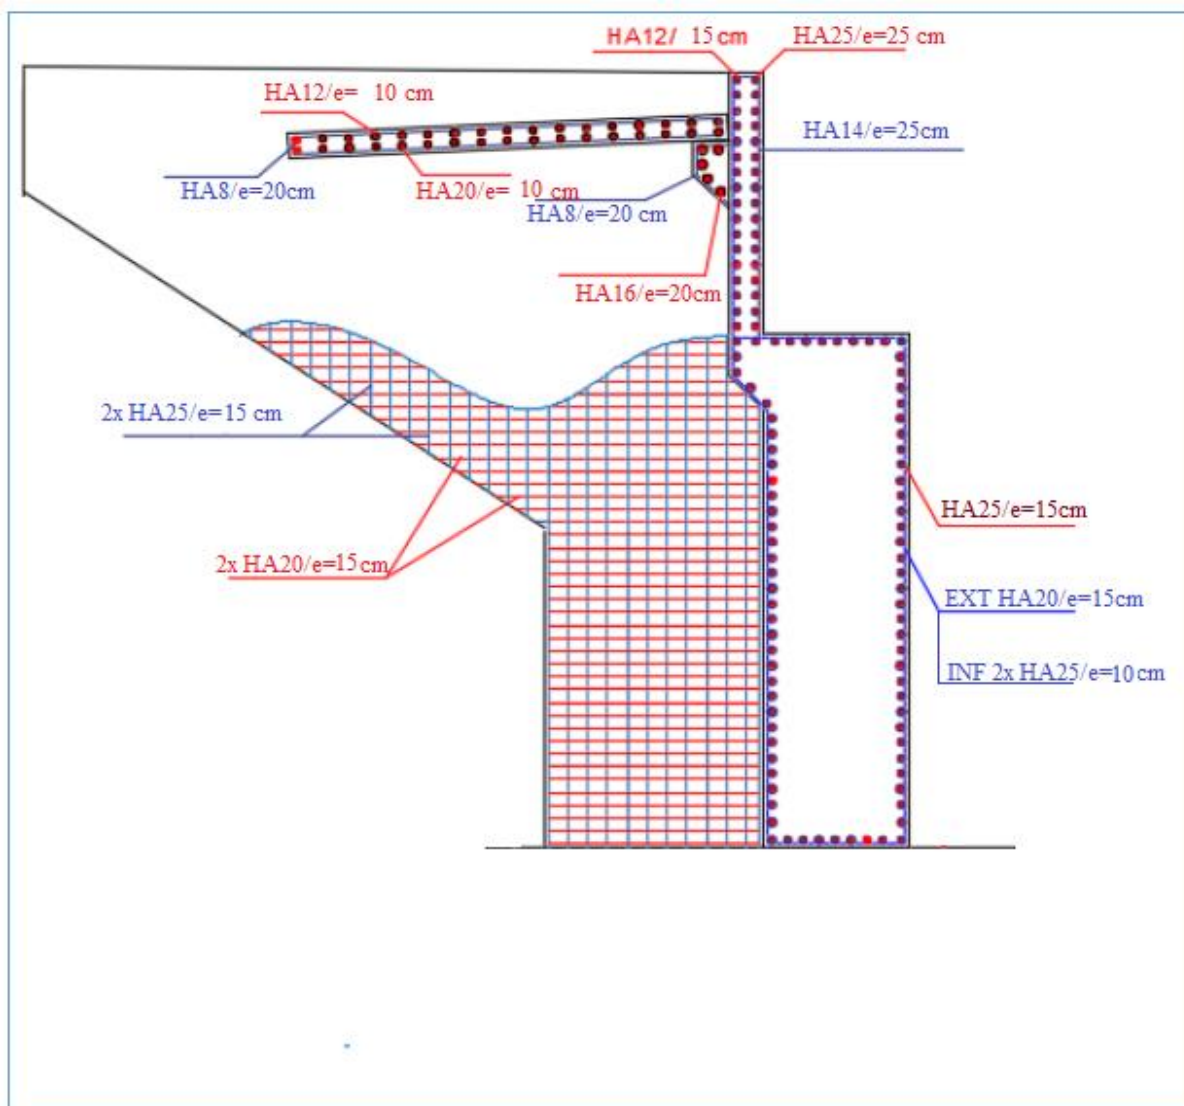 HA12/ 15 cm
HA25/e=25 cm
HA12/e= 10 cm
HA14/e=25cm
HA8/e=20cm
HA20/e= 10 cm
HA8/e=20 cm
HA16/e=20cm
2x HA25/e=15 cm
HA25/e=15cm
2x HA20/e=15cm
EXT HA20/e=15cm
INF 2x HA25/e=10cm